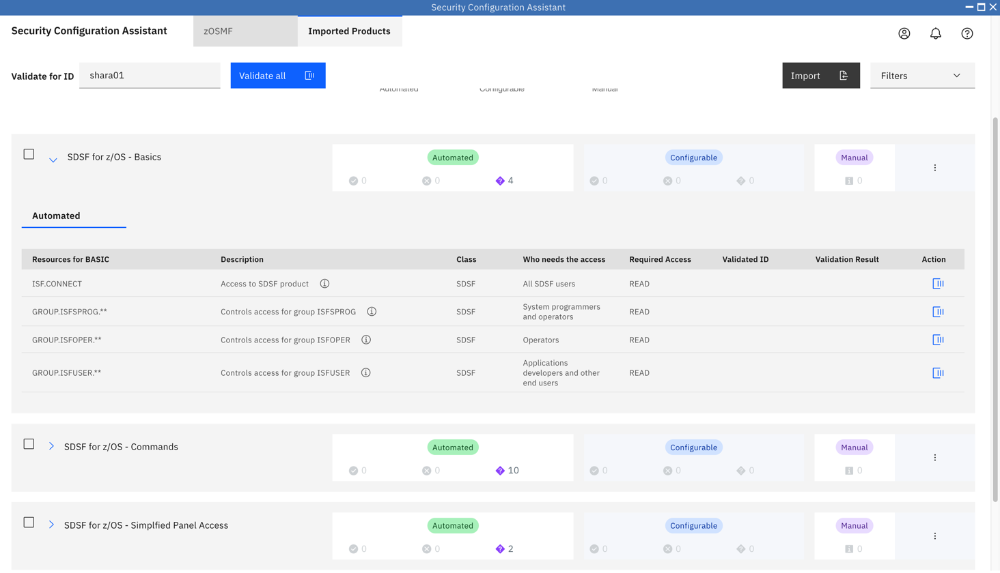 Security Configuration Assistant
Security Configuration Assistant
zOSMF
Imported Products
Validate for ID
shara01
Validate all
Import
Filters
Automated
Configurable
Manual
SDSF for z/OS - Basics
Automated
Configurable
Manual
0
0
4
0
0
0
0
Automated
Resources for BASIC
Description
Class
Who needs the access
Required Access
Validated ID
Validation Result
Action
ISF.CONNECT
Access to SDSF product
SDSF
All SDSF users
READ
GROUP.ISFSPROG.**
Controls access for group ISFSPROG
SDSF
System programmers
and operators
READ
GROUP.ISFOPER.**
Controls access for group ISFOPER
SDSF
Operators
READ
GROUP.ISFUSER.**
Controls access for group ISFUSER
SDSF
Applications
developers and other
end users
READ
SDSF for z/OS - Commands
Automated
Configurable
Manual
0
0
10
0
0
0
0
SDSF for z/OS - Simplfied Panel Access
Automated
Configurable
Manual
0
0
2
0
0
0
0